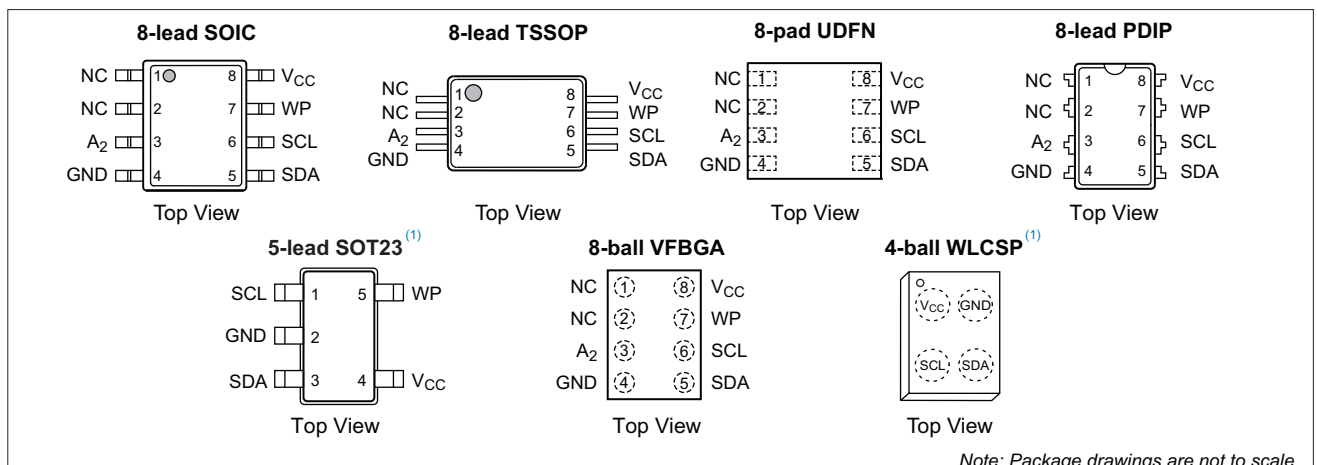 8-lead SOIC
NC 1 8 VCC
NC 2 7 WP
A2 3 6 SCL
GND 4 5 SDA
Top View
8-lead TSSOP
NC 1 8 VCC
NC 2 7 WP
A2 3 6 SCL
GND 4 5 SDA
Top View
8-pad UDFN
NC 1 8 VCC
NC 2 7 WP
A2 3 6 SCL
GND 4 5 SDA
Top View
8-lead PDIP
NC 1 8 VCC
NC 2 7 WP
A2 3 6 SCL
GND 4 5 SDA
Top View
5-lead SOT23(1)
SCL 1 5 WP
GND 2
SDA 3 4 VCC
Top View
8-ball VFBGA
NC 1 8 VCC
NC 2 7 WP
A2 3 6 SCL
GND 4 5 SDA
Top View
4-ball WLCSP(1)
VCC GND
SCL SDA
Top View
Note: Package drawings are not to scale